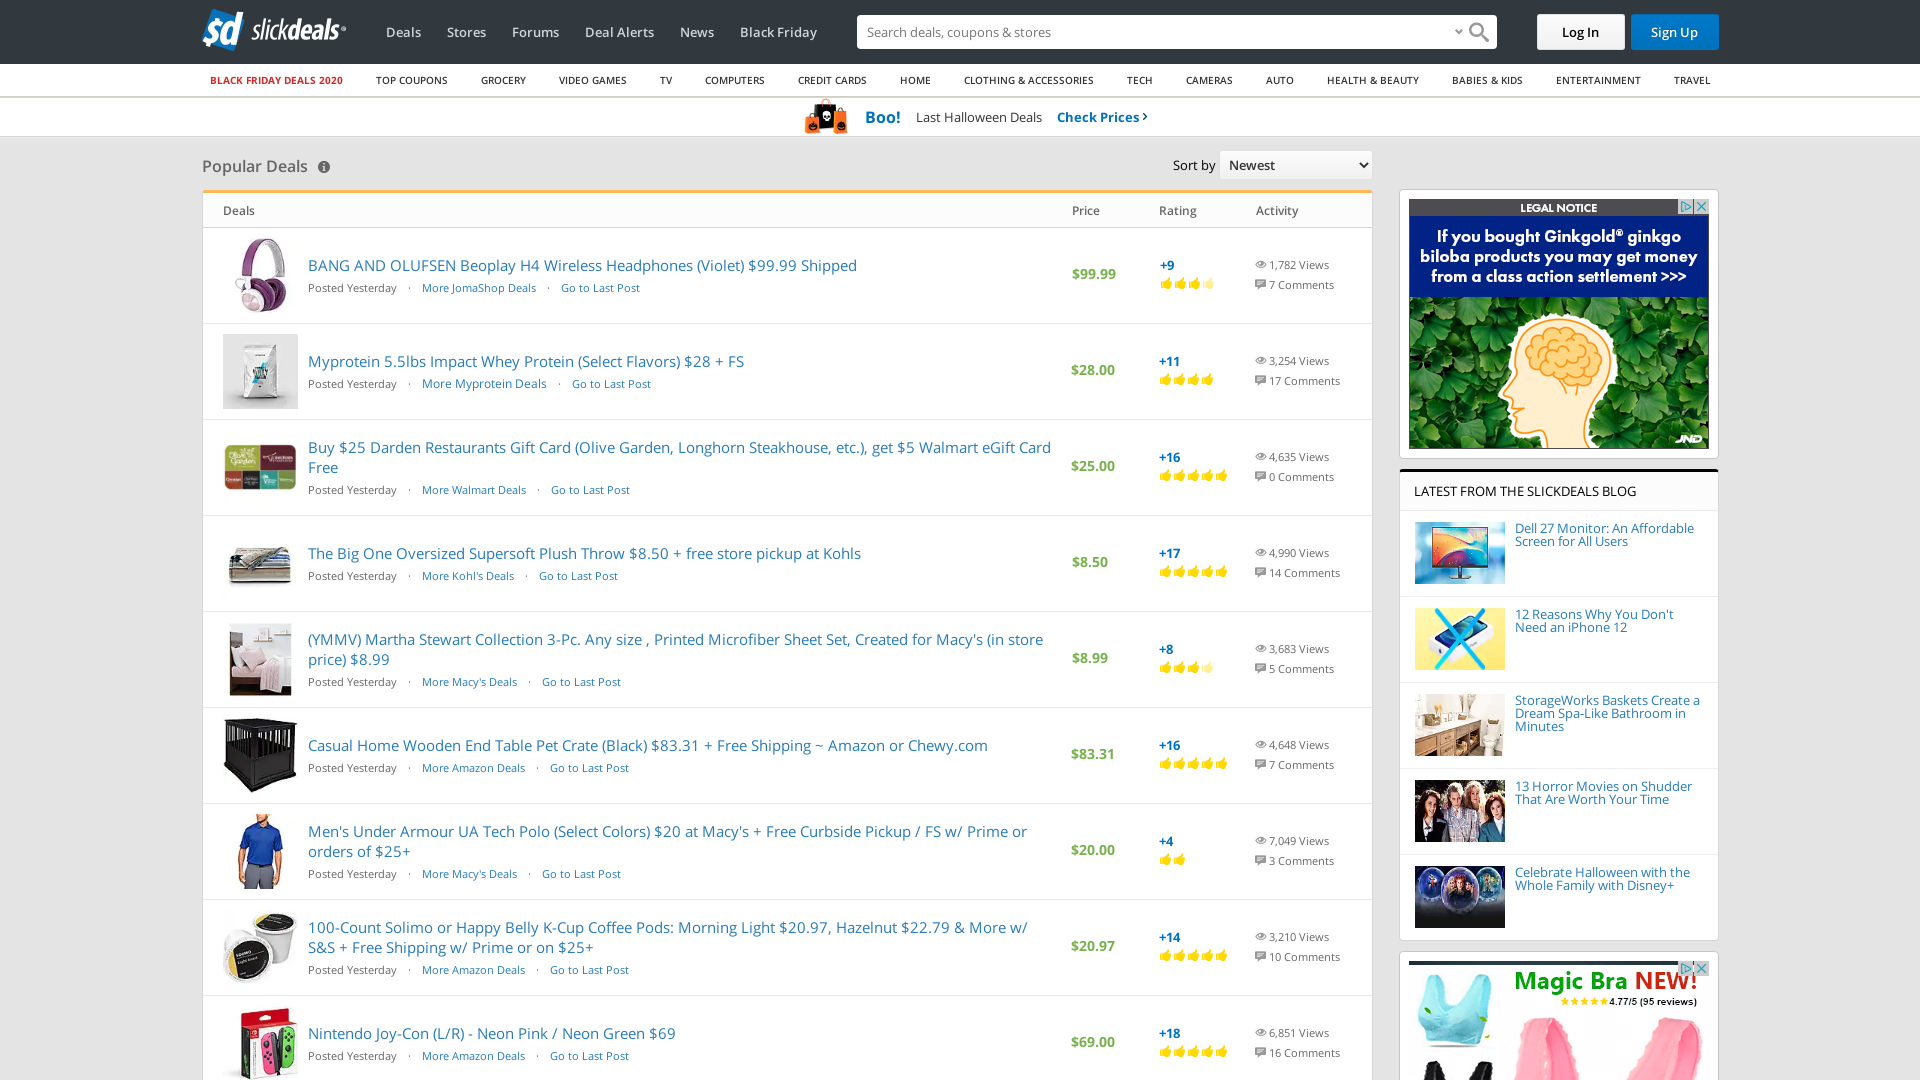 slickdeals
Deals
Stores
Forums
Deal Alerts
News
Black Friday
Search deals, coupons & stores
Log In
Sign Up
BLACK FRIDAY DEALS 2020
TOP COUPONS
GROCERY
VIDEO GAMES
TV
COMPUTERS
CREDIT CARDS
HOME
CLOTHING & ACCESSORIES
TECH
CAMERAS
AUTO
HEALTH & BEAUTY
BABIES & KIDS
ENTERTAINMENT
TRAVEL
Boo! Last Halloween Deals Check Prices
Popular Deals
Sort by Newest
Deals Price Rating Activity
BANG AND OLUFSEN Beoplay H4 Wireless Headphones (Violet) $99.99 Shipped
Posted Yesterday · More JomaShop Deals · Go to Last Post
$99.99
+9
1,782 Views
7 Comments
Myprotein 5.5lbs Impact Whey Protein (Select Flavors) $28 + FS
Posted Yesterday · More Myprotein Deals · Go to Last Post
$28.00
+11
3,254 Views
17 Comments
Buy $25 Darden Restaurants Gift Card (Olive Garden, Longhorn Steakhouse, etc.), get $5 Walmart eGift Card
Free
Posted Yesterday · More Walmart Deals · Go to Last Post
$25.00
+16
4,635 Views
0 Comments
The Big One Oversized Supersoft Plush Throw $8.50 + free store pickup at Kohls
Posted Yesterday · More Kohl's Deals · Go to Last Post
$8.50
+17
4,990 Views
14 Comments
(YMMV) Martha Stewart Collection 3-Pc. Any size , Printed Microfiber Sheet Set, Created for Macy's (in store
price) $8.99
Posted Yesterday · More Macy's Deals · Go to Last Post
$8.99
+8
3,683 Views
5 Comments
Casual Home Wooden End Table Pet Crate (Black) $83.31 + Free Shipping ~ Amazon or Chewy.com
Posted Yesterday · More Amazon Deals · Go to Last Post
$83.31
+16
4,648 Views
7 Comments
Men's Under Armour UA Tech Polo (Select Colors) $20 at Macy's + Free Curbside Pickup / FS w/ Prime or
orders of $25+
Posted Yesterday · More Macy's Deals · Go to Last Post
$20.00
+4
7,049 Views
3 Comments
100-Count Solimo or Happy Belly K-Cup Coffee Pods: Morning Light $20.97, Hazelnut $22.79 & More w/
S&S + Free Shipping w/ Prime or on $25+
Posted Yesterday · More Amazon Deals · Go to Last Post
$20.97
+14
3,210 Views
10 Comments
Nintendo Joy-Con (L/R) - Neon Pink / Neon Green $69
Posted Yesterday · More Amazon Deals · Go to Last Post
$69.00
+18
6,851 Views
16 Comments
LEGAL NOTICE
If you bought Ginkgold® ginkgo
biloba products you may get money
from a class action settlement >>>
JND
LATEST FROM THE SLICKDEALS BLOG
Dell 27 Monitor: An Affordable
Screen for All Users
12 Reasons Why You Don't
Need an iPhone 12
StorageWorks Baskets Create a
Dream Spa-Like Bathroom in
Minutes
13 Horror Movies on Shudder
That Are Worth Your Time
Celebrate Halloween with the
Whole Family with Disney+
Magic Bra NEW!
4.77/5 (95 reviews)